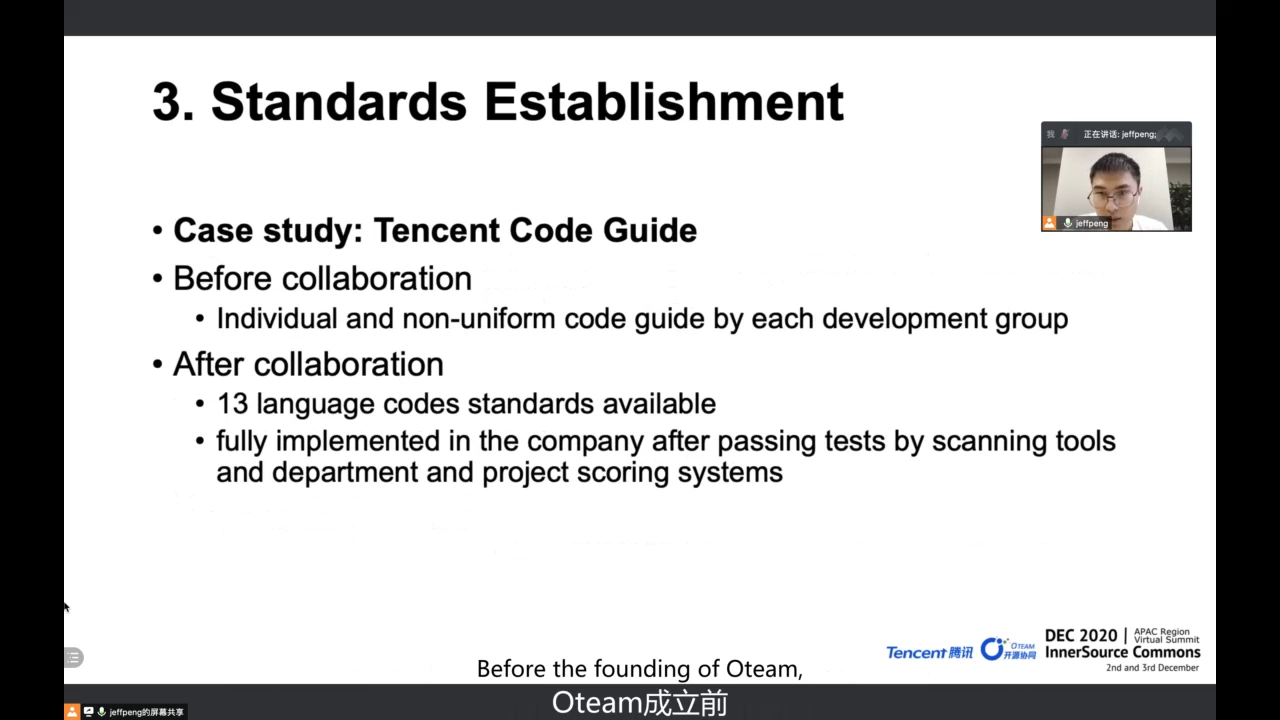 3. Standards Establishment
我 正在讲话: jeffpeng;
jeffpeng
• Case study: Tencent Code Guide
• Before collaboration
• Individual and non-uniform code guide by each development group
• After collaboration
• 13 language codes standards available
• fully implemented in the company after passing tests by scanning tools
and department and project scoring systems
Tencent 腾讯
OTEAM
开源协同
DEC 2020 | APAC Region
Virtual Summit
InnerSource Commons
2nd and 3rd December
Before the founding of Oteam,
Oteam成立前
jeffpeng的屏幕共享